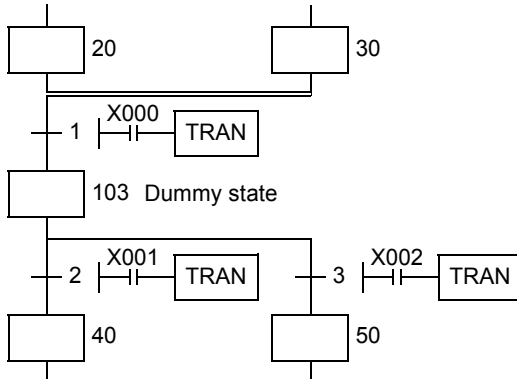 20
30
X000
1
TRAN
103 Dummy state
X001
X002
2
TRAN
3
TRAN
40
50